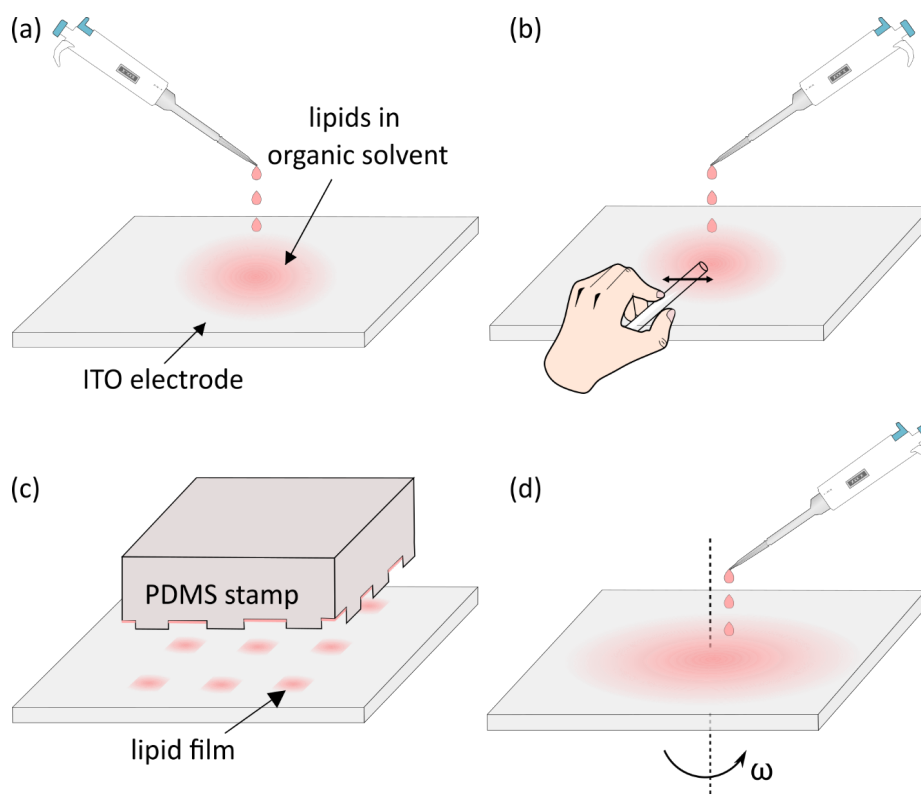 (a)
lipids in
organic solvent
ITO electrode
(b)
(c)
PDMS stamp
lipid film
(d)
ω